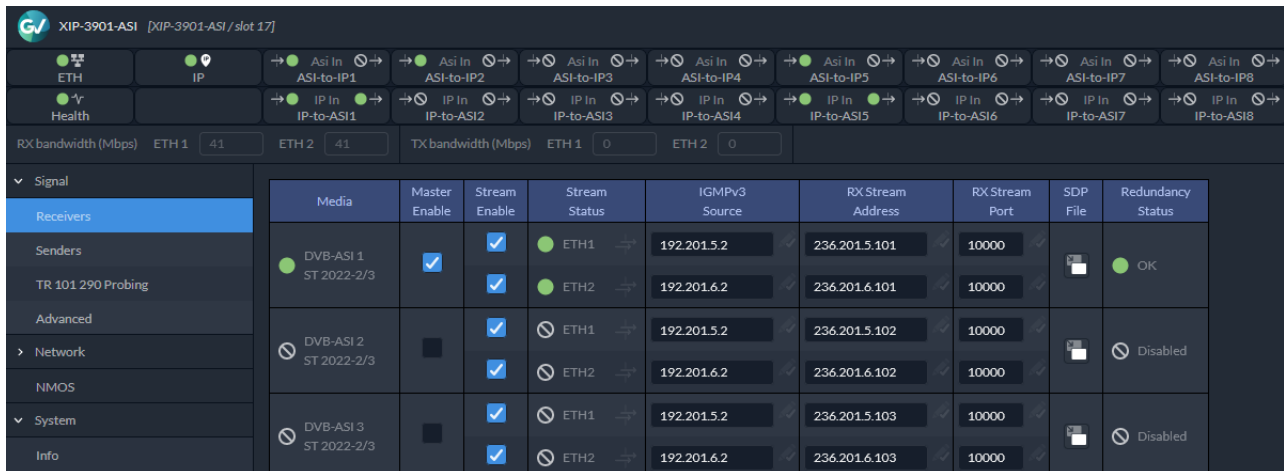 GV XIP-3901-ASI [XIP-3901-ASI / slot 17]
ETH
IP
Asi In
ASI-to-IP1
Asi In
ASI-to-IP2
Asi In
ASI-to-IP3
Asi In
ASI-to-IP4
Asi In
ASI-to-IP5
Asi In
ASI-to-IP6
Asi In
ASI-to-IP7
Asi In
ASI-to-IP8
Health
IP In
IP-to-ASI1
IP In
IP-to-ASI2
IP In
IP-to-ASI3
IP In
IP-to-ASI4
IP In
IP-to-ASI5
IP In
IP-to-ASI6
IP In
IP-to-ASI7
IP In
IP-to-ASI8
RX bandwidth (Mbps) ETH 1 41 ETH 2 41 TX bandwidth (Mbps) ETH 1 0 ETH 2 0
Signal
Receivers
Senders
TR 101 290 Probing
Advanced
Network
NMOS
System
Info
Media
Master
Enable
Stream
Enable
Stream
Status
IGMPv3
Source
RX Stream
Address
RX Stream
Port
SDP
File
Redundancy
Status
DVB-ASI 1
ST 2022-2/3
ETH1 192.201.5.2 236.201.5.101 10000
ETH2 192.201.6.2 236.201.6.101 10000
OK
DVB-ASI 2
ST 2022-2/3
ETH1 192.201.5.2 236.201.5.102 10000
ETH2 192.201.6.2 236.201.6.102 10000
Disabled
DVB-ASI 3
ST 2022-2/3
ETH1 192.201.5.2 236.201.5.103 10000
ETH2 192.201.6.2 236.201.6.103 10000
Disabled